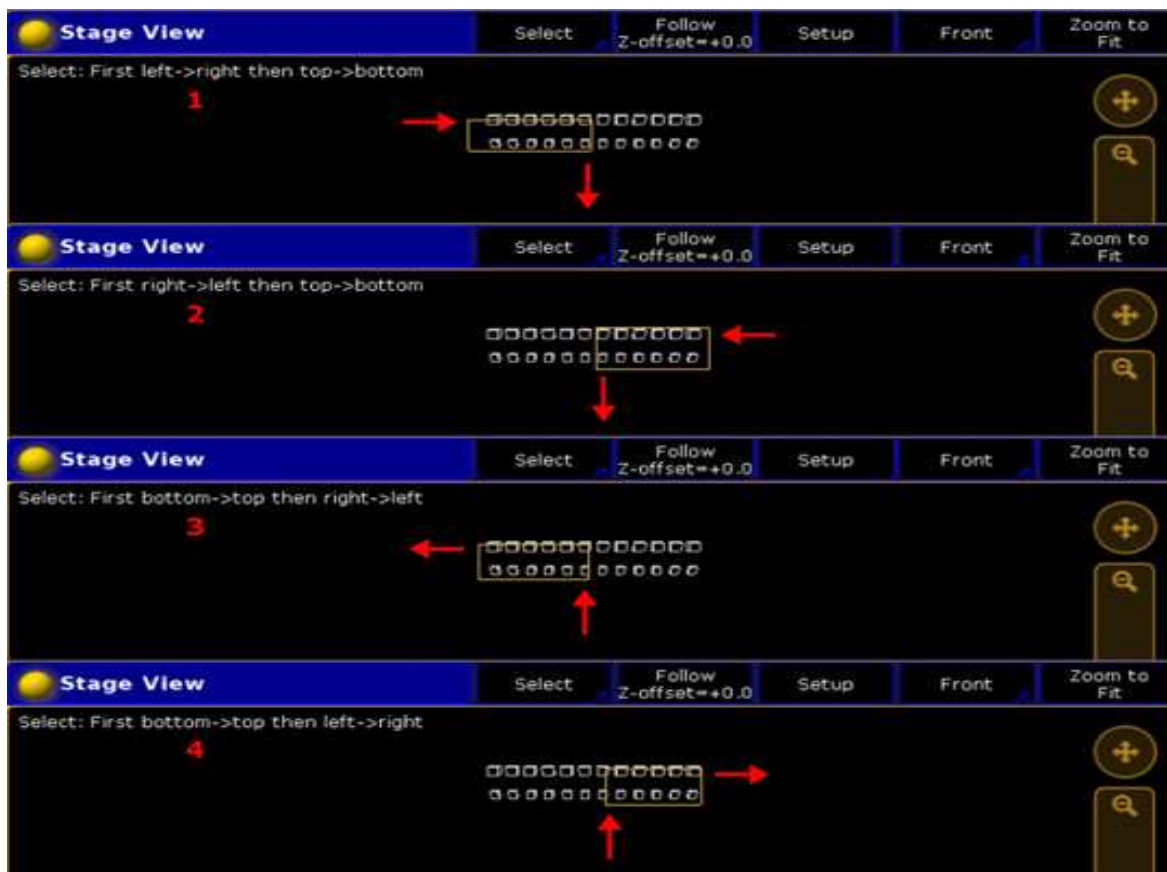 Stage View Select Follow Setup Front Zoom to
Z-offset=+0.0 Fit
Select: First left->right then top->bottom
1
Stage View Select Follow Setup Front Zoom to
Z-offset=+0.0 Fit
Select: First right->left then top->bottom
2
Stage View Select Follow Setup Front Zoom to
Z-offset=+0.0 Fit
Select: First bottom->top then right->left
3
Stage View Select Follow Setup Front Zoom to
Z-offset=+0.0 Fit
Select: First bottom->top then left->right
4